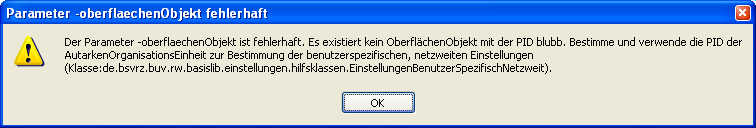 Parameter -oberflaechenObjekt fehlerhaft
Der Parameter -oberflaechenObjekt ist fehlerhaft. Es existiert kein OberflächenObjekt mit der PID blubb. Bestimme und verwende die PID der
AutarkenOrganisationsEinheit zur Bestimmung der benutzerspezifischen, netzweiten Einstellungen
(Klasse:de.bsvrz.buv.rw.basislib.einstellungen.hilfsklassen.EinstellungenBenutzerSpezifischNetzweit).
OK